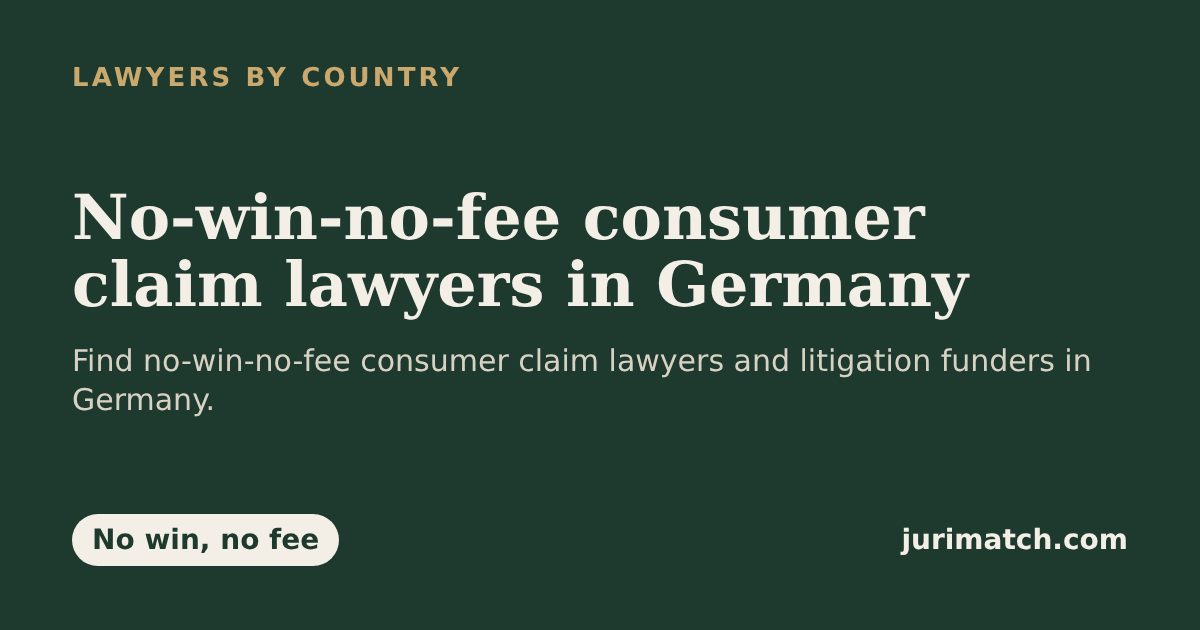 LAWYERS BY COUNTRY
No-win-no-fee consumer
claim lawyers in Germany
Find no-win-no-fee consumer claim lawyers and litigation funders in
Germany.
No win, no fee
jurimatch.com